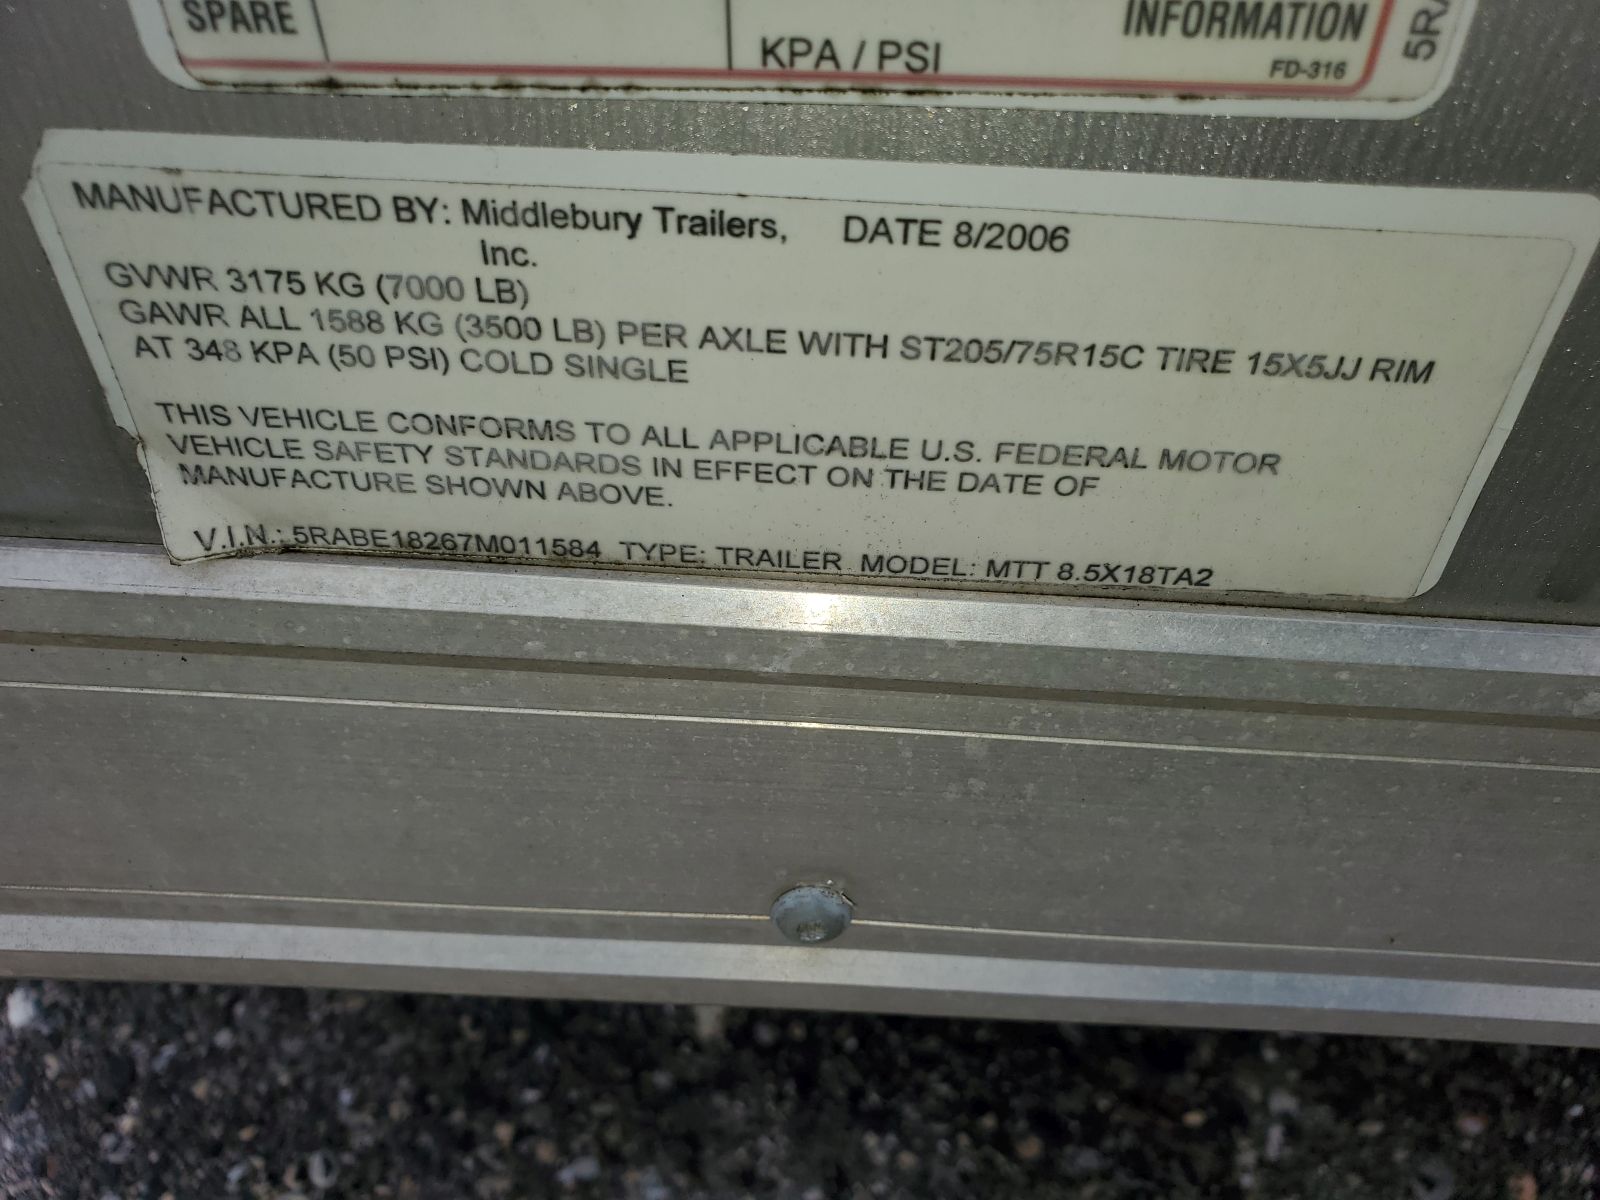 SPARE
KPA / PSI
INFORMATION
FD-316
5RA
MANUFACTURED BY: Middlebury Trailers, DATE 8/2006
Inc.
GVWR 3175 KG (7000 LB)
GAWR ALL 1588 KG (3500 LB) PER AXLE WITH ST205/75R15C TIRE 15X5JJ RIM
AT 348 KPA (50 PSI) COLD SINGLE
THIS VEHICLE CONFORMS TO ALL APPLICABLE U.S. FEDERAL MOTOR
VEHICLE SAFETY STANDARDS IN EFFECT ON THE DATE OF
MANUFACTURE SHOWN ABOVE.
V.I.N.: 5RABE18267M011584 TYPE: TRAILER MODEL: MTT 8.5X18TA2